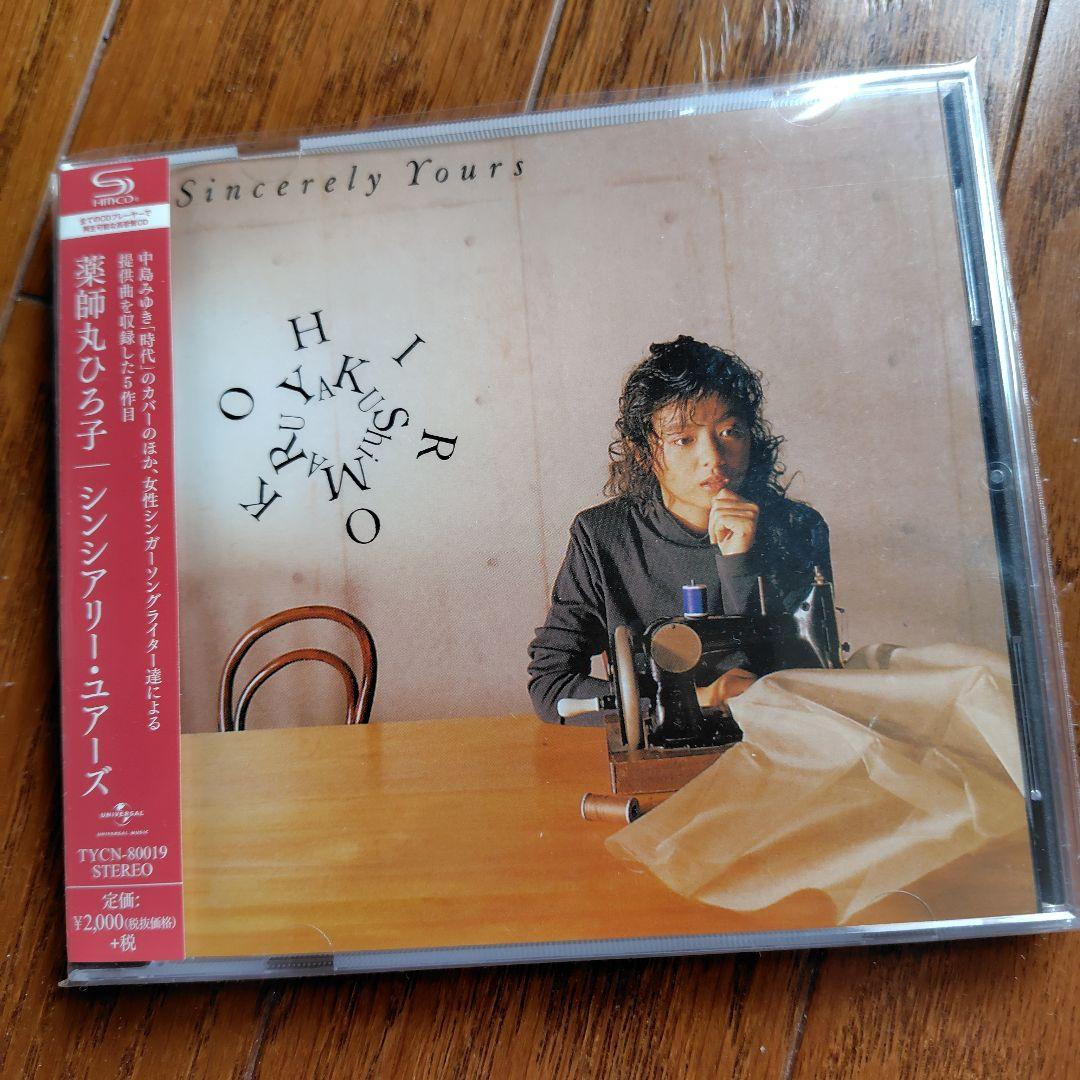 SHM-CD®
全てのCDプレーヤーで
再生可能な高音質CD
中島みゆき「時代」のカバーのほか、女性シンガーソングライター達による
提供曲を収録した5作目
薬師丸ひろ子 | シンシアリー・ユアーズ
UNIVERSAL
UNIVERSAL MUSIC
TYCN-80019
STEREO
定価:
¥2,000(税抜価格)
+税
Sincerely Yours
HIROKO
YAKUShiMARU